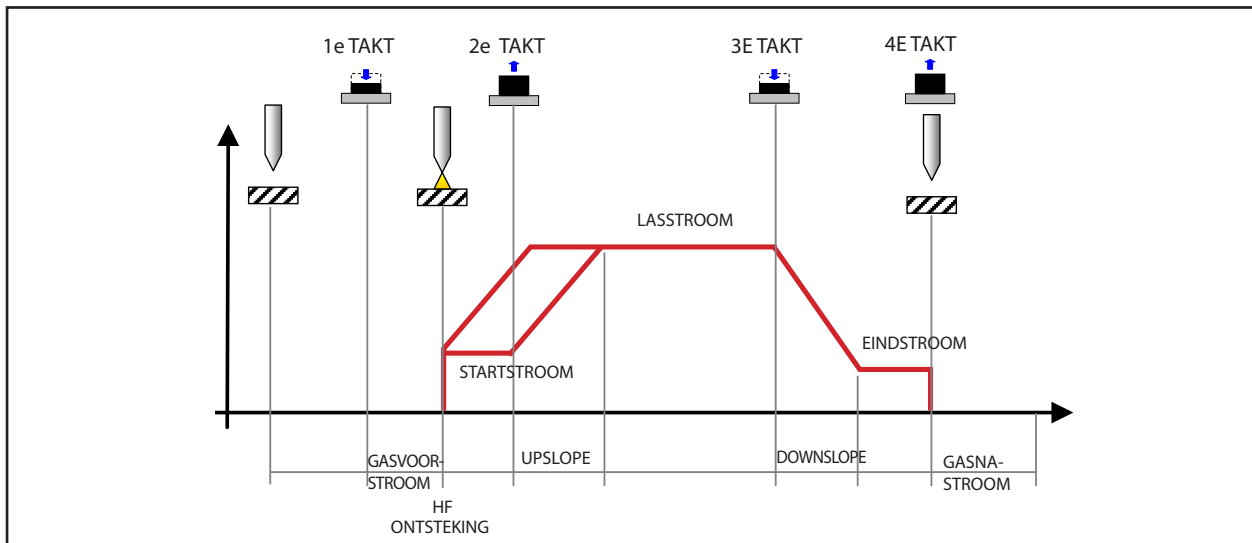 1e TAKT
2e TAKT
3E TAKT
4E TAKT
LASSTROOM
EINDSTROOM
STARTSTROOM
GASVOOR-
STROOM
UPSLOPE
DOWNSLOPE
GASNA-
STROOM
HF
ONTSTEKING